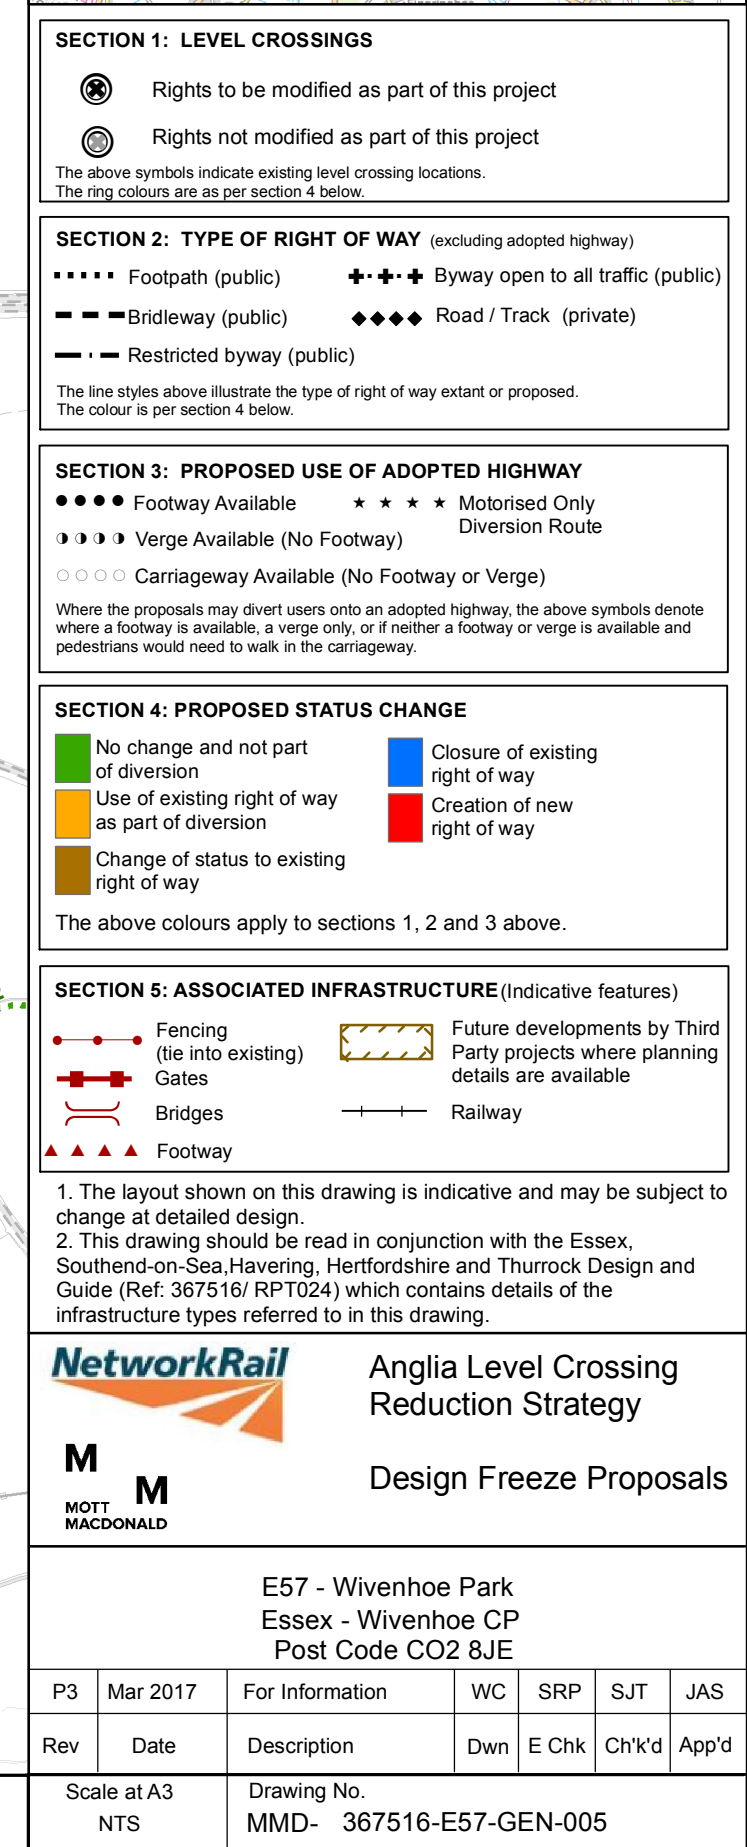 SECTION 1: LEVEL CROSSINGS
Rights to be modified as part of this project
Rights not modified as part of this project
The above symbols indicate existing level crossing locations.
The ring colours are as per section 4 below.
SECTION 2: TYPE OF RIGHT OF WAY (excluding adopted highway)
Footpath (public)
Byway open to all traffic (public)
Bridleway (public)
Road / Track (private)
Restricted byway (public)
The line styles above illustrate the type of right of way extant or proposed.
The colour is per section 4 below.
SECTION 3: PROPOSED USE OF ADOPTED HIGHWAY
Footway Available
Motorised Only
Diversion Route
Verge Available (No Footway)
Carriageway Available (No Footway or Verge)
Where the proposals may divert users onto an adopted highway, the above symbols denote
where a footway is available, a verge only, or if neither a footway or verge is available and
pedestrians would need to walk in the carriageway.
SECTION 4: PROPOSED STATUS CHANGE
No change and not part
of diversion
Closure of existing
right of way
Use of existing right of way
as part of diversion
Creation of new
right of way
Change of status to existing
right of way
The above colours apply to sections 1, 2 and 3 above.
SECTION 5: ASSOCIATED INFRASTRUCTURE(Indicative features)
Fencing
(tie into existing)
Future developments by Third
Party projects where planning
details are available
Gates
Bridges
Railway
Footway
1. The layout shown on this drawing is indicative and may be subject to
change at detailed design.
2. This drawing should be read in conjunction with the Essex,
Southend-on-Sea,Havering, Hertfordshire and Thurrock Design and
Guide (Ref: 367516/ RPT024) which contains details of the
infrastructure types referred to in this drawing.
NetworkRail
Anglia Level Crossing
Reduction Strategy
Design Freeze Proposals
M
M
MOTT
MACDONALD
E57 - Wivenhoe Park
Essex - Wivenhoe CP
Post Code CO2 8JE
P3 Mar 2017 For Information WC SRP SJT JAS
Rev Date Description Dwn E Chk Ch'k'd App'd
Scale at A3
NTS
Drawing No.
MMD- 367516-E57-GEN-005